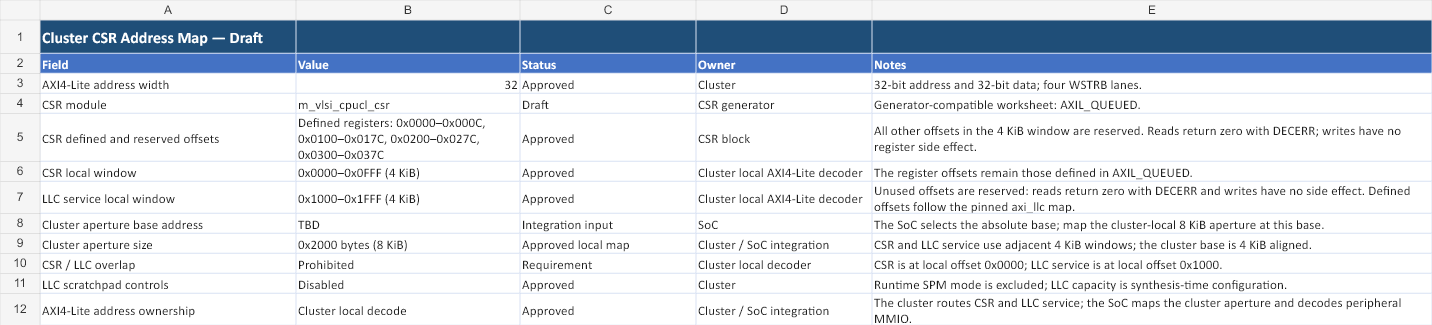 A B C D E
1 Cluster CSR Address Map — Draft
2 Field Value Status Owner Notes
3 AXI4-Lite address width 32 Approved Cluster 32-bit address and 32-bit data; four WSTRB lanes.
4 CSR module m_vlsi_cpucl_csr Draft CSR generator Generator-compatible worksheet: AXIL_QUEUED.
5 CSR defined and reserved offsets
Defined registers: 0x0000–0x000C,
0x0100–0x017C, 0x0200–0x027C,
0x0300–0x037C
Approved CSR block
All other offsets in the 4 KiB window are reserved. Reads return zero with DECERR; writes have no
register side effect.
6 CSR local window 0x0000–0x0FFF (4 KiB) Approved Cluster local AXI4-Lite decoder The register offsets remain those defined in AXIL_QUEUED.
7 LLC service local window 0x1000–0x1FFF (4 KiB) Approved Cluster local AXI4-Lite decoder
Unused offsets are reserved: reads return zero with DECERR and writes have no side effect. Defined
offsets follow the pinned axi_llc map.
8 Cluster aperture base address TBD Integration input SoC The SoC selects the absolute base; map the cluster-local 8 KiB aperture at this base.
9 Cluster aperture size 0x2000 bytes (8 KiB) Approved local map Cluster / SoC integration CSR and LLC service use adjacent 4 KiB windows; the cluster base is 4 KiB aligned.
10 CSR / LLC overlap Prohibited Requirement Cluster local decoder CSR is at local offset 0x0000; LLC service is at local offset 0x1000.
11 LLC scratchpad controls Disabled Approved Cluster Runtime SPM mode is excluded; LLC capacity is synthesis-time configuration.
12 AXI4-Lite address ownership Cluster local decode Approved Cluster / SoC integration
The cluster routes CSR and LLC service; the SoC maps the cluster aperture and decodes peripheral
MMIO.